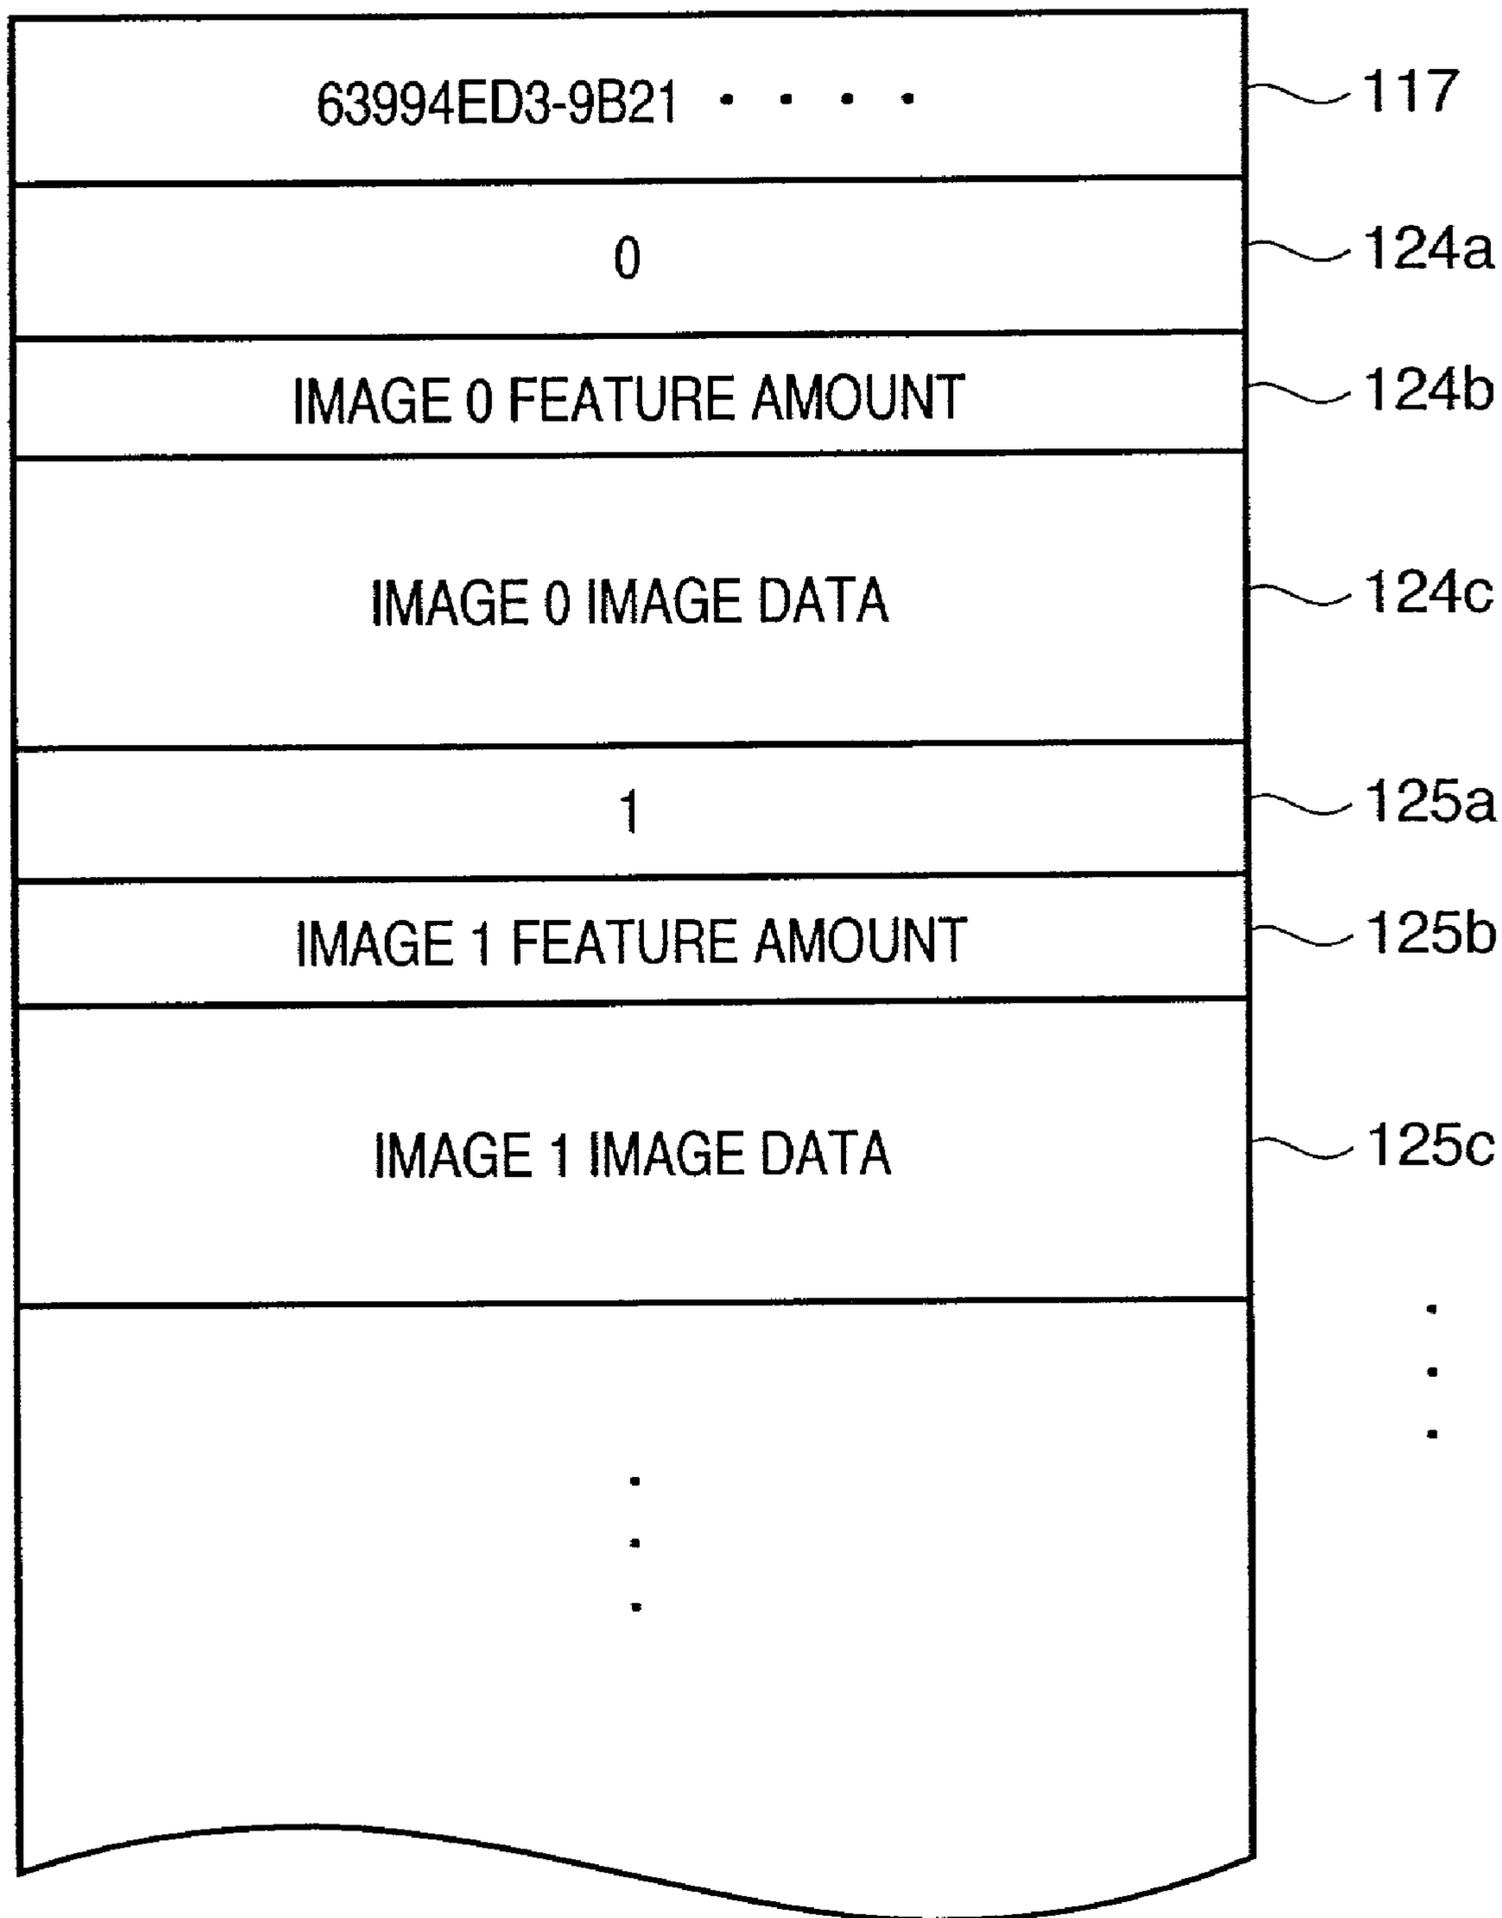 63994ED3-9B21 · · · · 117
0 124a
IMAGE 0 FEATURE AMOUNT 124b
IMAGE 0 IMAGE DATA 124c
1 125a
IMAGE 1 FEATURE AMOUNT 125b
IMAGE 1 IMAGE DATA 125c